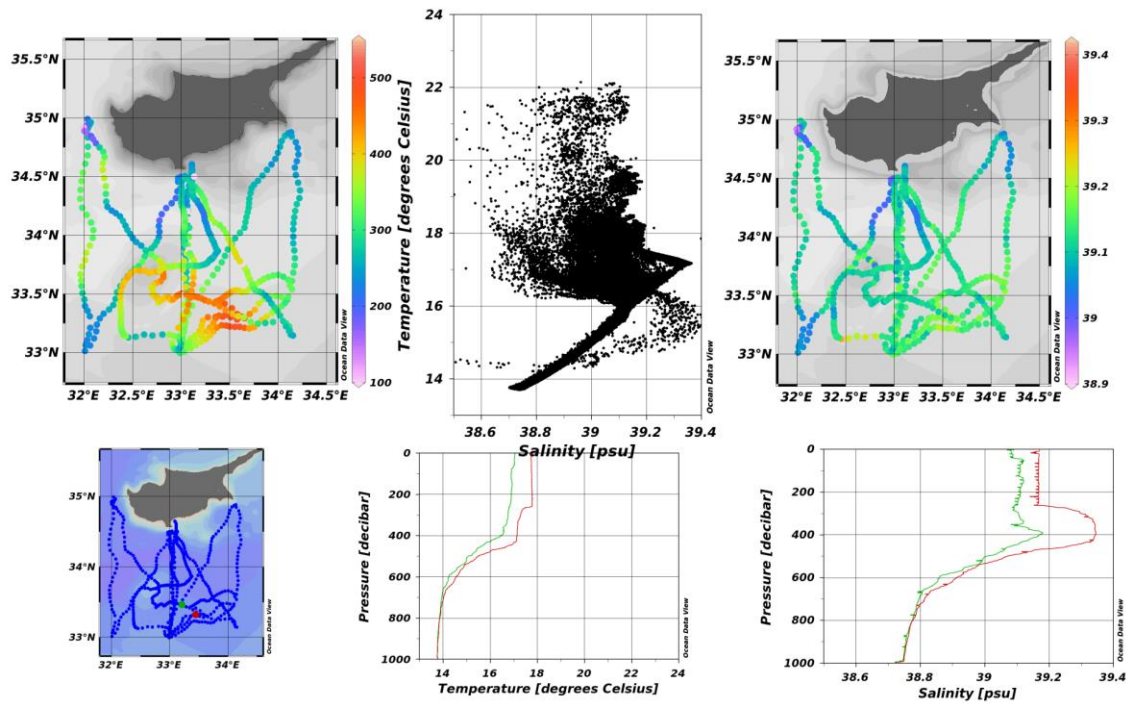 35.5°N
35°N
34.5°N
34°N
33.5°N
33°N
32°E 32.5°E 33°E 33.5°E 34°E 34.5°E
500
400
300
200
100
Ocean Data View
24
22
20
18
16
14
Temperature [degrees Celsius]
38.6 38.8 39 39.2 39.4
Salinity [psu]
Ocean Data View
35.5°N
35°N
34.5°N
34°N
33.5°N
33°N
32°E 32.5°E 33°E 33.5°E 34°E 34.5°E
39.4
39.3
39.2
39.1
39
38.9
Ocean Data View
35°N
34°N
33°N
32°E 33°E 34°E
Ocean Data View
0
200
400
600
800
1000
Pressure [decibar]
14 16 18 20 22 24
Temperature [degrees Celsius]
Ocean Data View
0
200
400
600
800
1000
Pressure [decibar]
38.6 38.8 39 39.2 39.4
Salinity [psu]
Ocean Data View